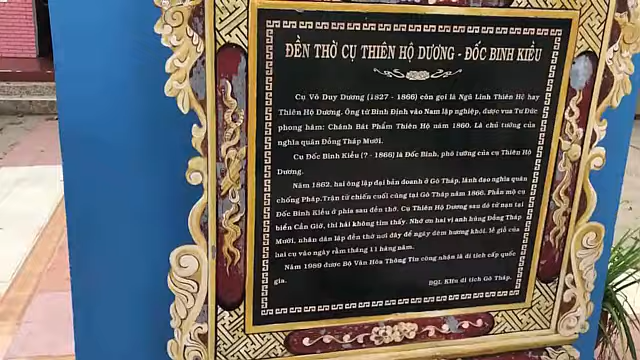 ĐỀN THỜ CỤ THIÊN HỘ DƯƠNG - ĐỐC BINH KIỀU
Cụ Võ Duy Dương (1827 - 1866) còn gọi là Ngũ Linh Thiên Hộ hay
Thiên Hộ Dương. Ông từ Bình Định vào Nam lập nghiệp, được vua Tự Đức
phong hàm: Chánh Bát Phẩm Thiên Hộ năm 1860. Là chủ tướng của
nghĩa quân Đồng Tháp Mười.
Cụ Đốc Binh Kiều (? - 1866) là Đốc Binh, phó tướng của cụ Thiên Hộ
Dương.
Năm 1862, hai ông lập đại bản doanh ở Gò Tháp, lãnh đạo nghĩa quân
chống Pháp. Trận tử chiến cuối cùng tại Gò Tháp năm 1866. Phần mộ cụ
Đốc Binh Kiều ở phía sau đền thờ. Cụ Thiên Hộ Dương sau đó tử nạn tại
biển Cần Giờ, thi hài không tìm thấy. Nhớ ơn hai vị anh hùng Đồng Tháp
Mười, nhân dân lập đền thờ nơi đây để ngày đêm hương khói, lễ giỗ của
hai cụ vào ngày rằm tháng 11 hàng năm.
Năm 1989 được Bộ Văn Hóa Thông Tin công nhận là di tích cấp quốc
gia.
BQL Khu di tích Gò Tháp.